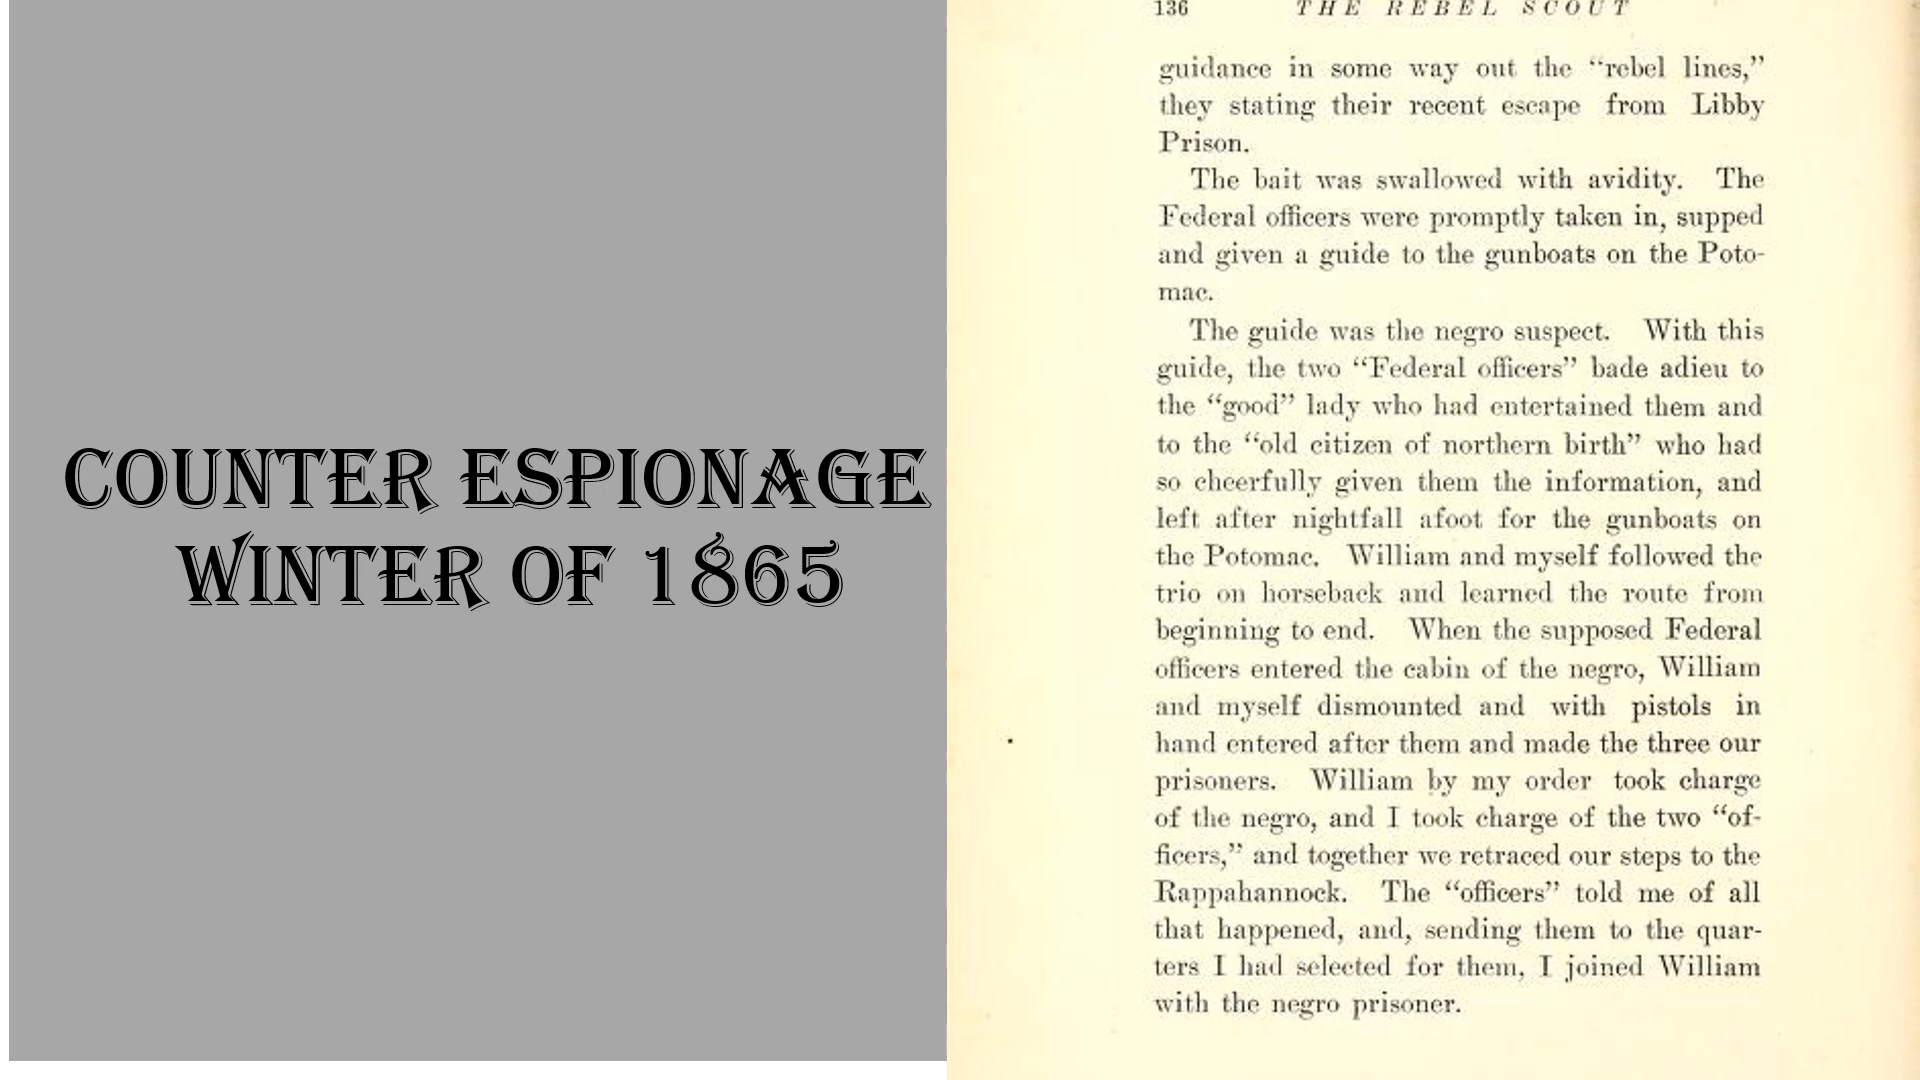 COUNTER ESPIONAGE
WINTER OF 1865
136 THE REBEL SCOUT
guidance in some way out the “rebel lines,”
they stating their recent escape from Libby
Prison.
The bait was swallowed with avidity. The
Federal officers were promptly taken in, supped
and given a guide to the gunboats on the Poto-
mac.
The guide was the negro suspect. With this
guide, the two “Federal officers” bade adieu to
the “good” lady who had entertained them and
to the “old citizen of northern birth” who had
so cheerfully given them the information, and
left after nightfall afoot for the gunboats on
the Potomac. William and myself followed the
trio on horseback and learned the route from
beginning to end. When the supposed Federal
officers entered the cabin of the negro, William
and myself dismounted and with pistols in
hand entered after them and made the three our
prisoners. William by my order took charge
of the negro, and I took charge of the two “of-
ficers,” and together we retraced our steps to the
Rappahannock. The “officers” told me of all
that happened, and, sending them to the quar-
ters I had selected for them, I joined William
with the negro prisoner.